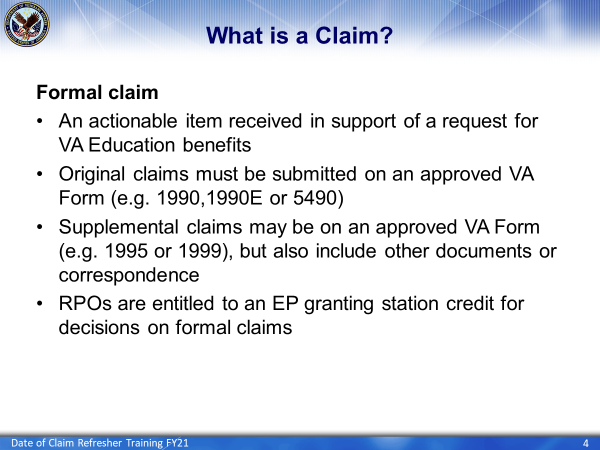 What is a Claim?
Formal claim
• An actionable item received in support of a request for
VA Education benefits
• Original claims must be submitted on an approved VA
Form (e.g. 1990,1990E or 5490)
• Supplemental claims may be on an approved VA Form
(e.g. 1995 or 1999), but also include other documents or
correspondence
• RPOs are entitled to an EP granting station credit for
decisions on formal claims
Date of Claim Refresher Training FY21
4